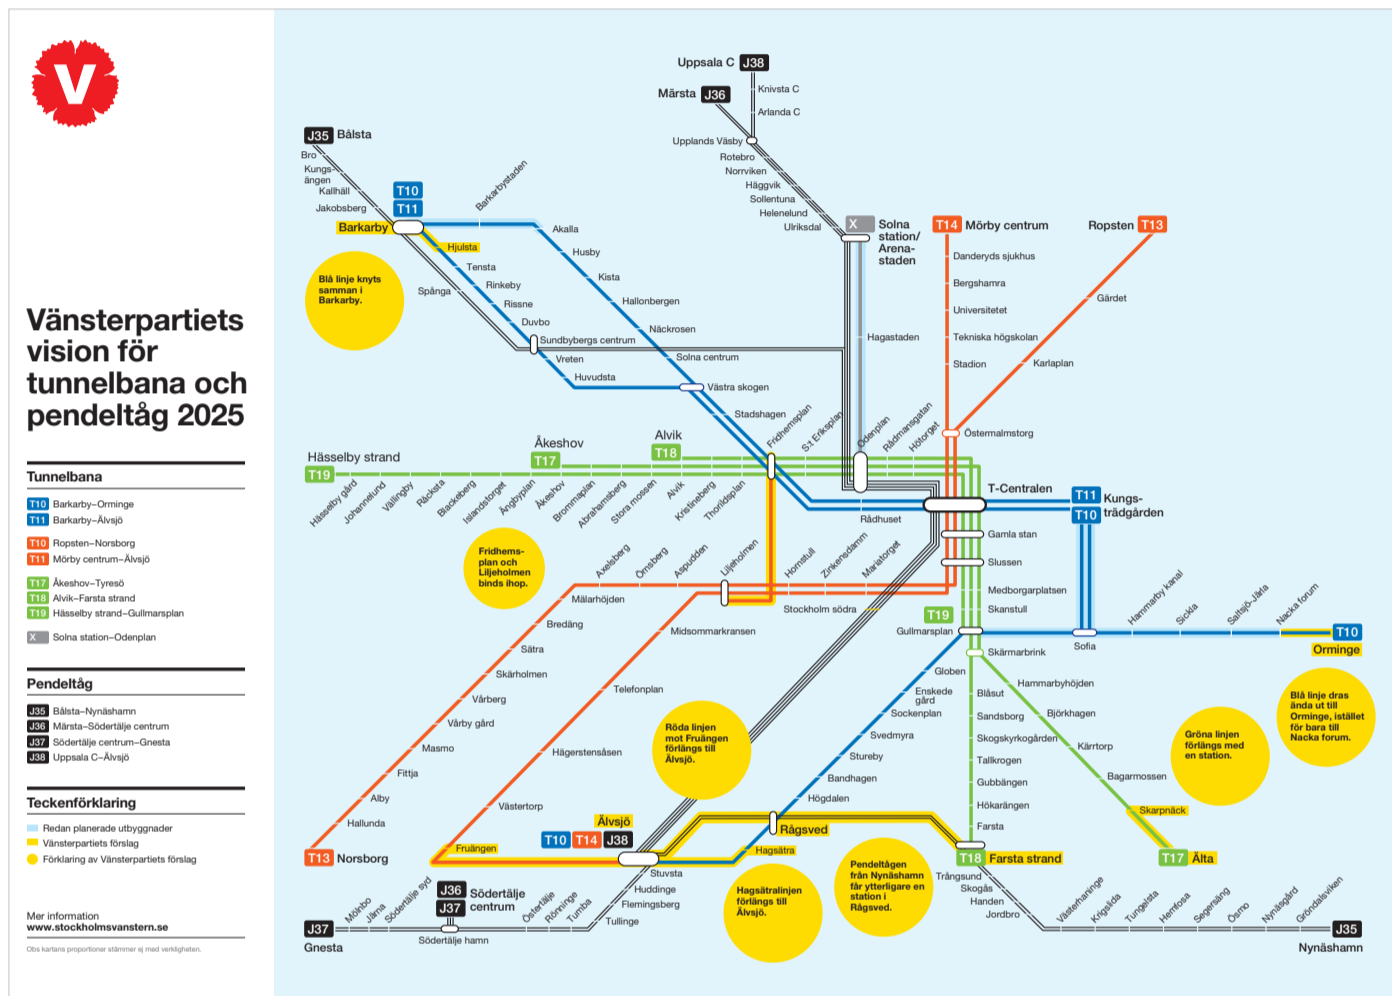 V
Vänsterpartiets
vision för
tunnelbana och
pendeltåg 2025
Tunnelbana
T10 Barkarby–Orminge
T11 Barkarby–Älvsjö
T10 Ropsten–Norsborg
T11 Mörby centrum–Älvsjö
T17 Åkeshov–Tyresö
T18 Alvik–Farsta strand
T19 Hässelby strand–Gullmarsplan
X Solna station–Odenplan
Pendeltåg
J35 Bålsta–Nynäshamn
J36 Märsta–Södertälje centrum
J37 Södertälje centrum–Gnesta
J38 Uppsala C–Älvsjö
Teckenförklaring
Redan planerade utbyggnader
Vänsterpartiets förslag
Förklaring av Vänsterpartiets förslag
Mer information
www.stockholmsvanstern.se
Obs kartans proportioner stämmer ej med verkligheten.
Uppsala C J38
Knivsta C
Märsta J36
Arlanda C
Upplands Väsby
Rotebro
Norrviken
Häggvik
Sollentuna
Helenelund
Ulriksdal
J35 Bålsta
Bro
Kungs-
ängen
Kallhäll
Jakobsberg
T10
T11
Barkarby
Barkarbystaden
Hjulsta
Tensta
Rinkeby
Rissne
Duvbo
Spånga
Sundbybergs centrum
Vreten
Huvudsta
Akalla
Husby
Kista
Hallonbergen
Näckrosen
Solna centrum
Västra skogen
Stadshagen
Blå linje knyts
samman i
Barkarby.
X Solna
station/
Arena-
staden
Hagastaden
T14 Mörby centrum
Danderyds sjukhus
Bergshamra
Universitetet
Tekniska högskolan
Stadion
Ropsten T13
Gärdet
Karlaplan
Östermalmstorg
Hässelby strand
T19
Åkeshov
T17
Alvik
T18
Hässelby gård
Johannelund
Vällingby
Råcksta
Blackeberg
Islandstorget
Ängbyplan
Åkeshov
Brommaplan
Abrahamsberg
Stora mossen
Alvik
Kristineberg
Thorildsplan
Fridhemsplan
S:t Eriksplan
Odenplan
Rådmansgatan
Hötorget
Rådhuset
T-Centralen
T11 Kungs-
T10 trädgården
Gamla stan
Slussen
Medborgarplatsen
Skanstull
T19
Gullmarsplan
Skärmarbrink
Fridhems-
plan och
Liljeholmen
binds ihop.
Axelsberg
Örnsberg
Aspudden
Liljeholmen
Hornstull
Zinkensdamm
Mariatorget
Stockholm södra
Mälarhöjden
Bredäng
Sätra
Skärholmen
Vårberg
Vårby gård
Masmo
Fittja
Alby
Hallunda
T13 Norsborg
Midsommarkransen
Telefonplan
Hägerstensåsen
Västertorp
Fruängen
Röda linjen
mot Fruängen
förlängs till
Älvsjö.
Älvsjö
T10 T14 J38
Sofia
Hammarby kanal
Sickla
Saltsjö-Järla
Nacka forum
T10
Orminge
Blå linje dras
ända ut till
Orminge, istället
för bara till
Nacka forum.
Globen
Enskede
gård
Sockenplan
Svedmyra
Stureby
Bandhagen
Högdalen
Rågsved
Hagsätra
Blåsut
Sandsborg
Skogskyrkogården
Tallkrogen
Gubbängen
Hökarängen
Farsta
T18 Farsta strand
Hammarbyhöjden
Björkhagen
Kärrtorp
Bagarmossen
Skarpnäck
T17 Älta
Gröna linjen
förlängs med
en station.
Hagsätralinjen
förlängs till
Älvsjö.
Pendeltågen
från Nynäshamn
får ytterligare en
station i
Rågsved.
Stuvsta
Huddinge
Flemingsberg
Tullinge
Tumba
Rönninge
Östertälje
J36 Södertälje
J37 centrum
Södertälje hamn
Södertälje syd
Järna
Mölnbo
J37
Gnesta
Trångsund
Skogås
Handen
Jordbro
Västerhaninge
Krigslida
Tungelsta
Hemfosa
Segersäng
Ösmo
Nynäsgård
Gröndalsviken
J35
Nynäshamn